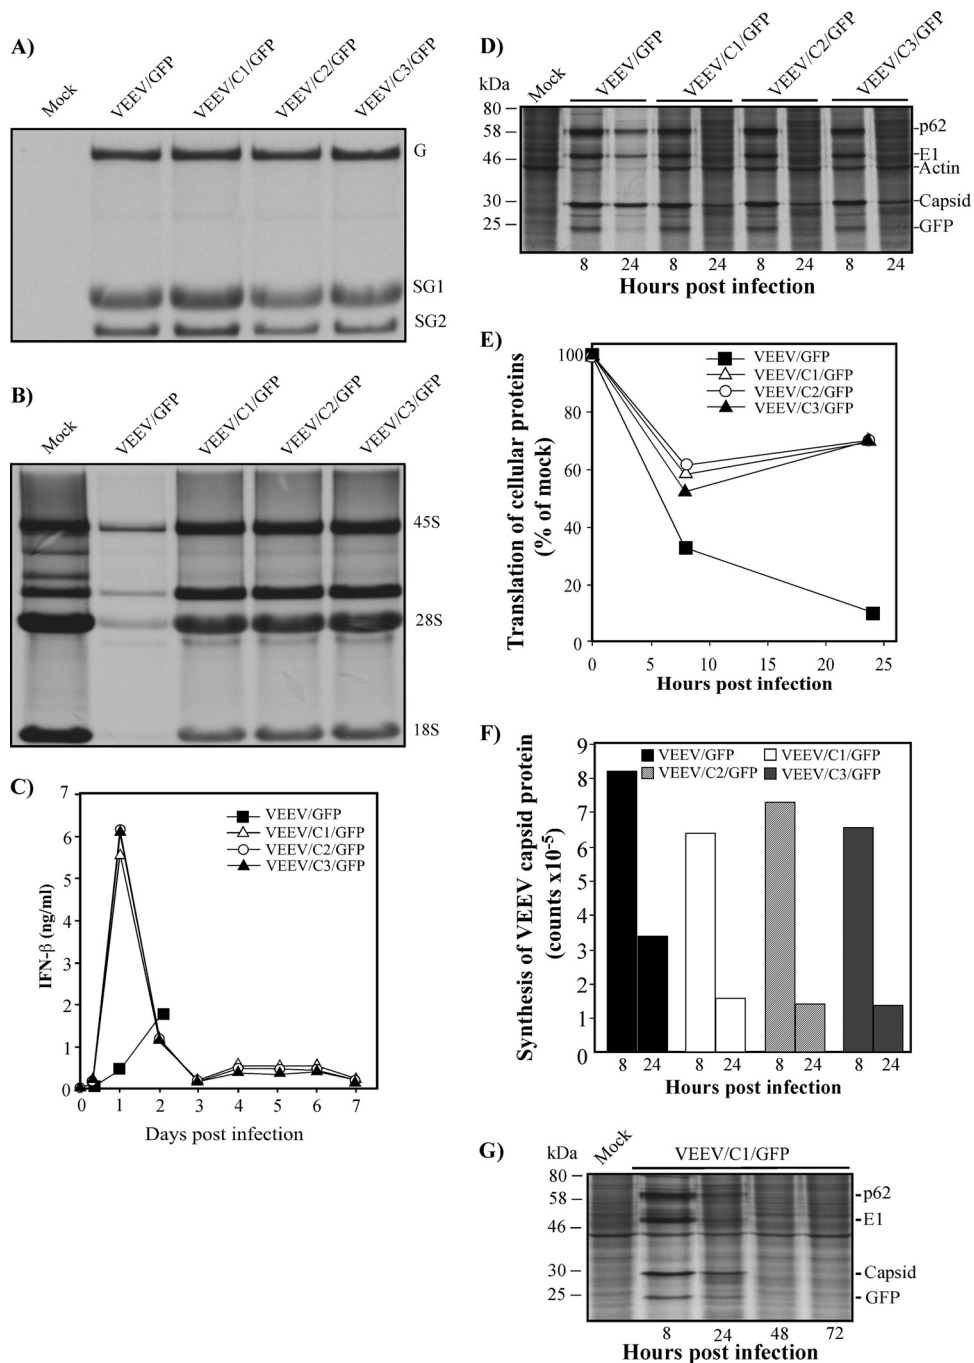 A)
Mock
VEEV/GFP
VEEV/C1/GFP
VEEV/C2/GFP
VEEV/C3/GFP
G
SG1
SG2
B)
Mock
VEEV/GFP
VEEV/C1/GFP
VEEV/C2/GFP
VEEV/C3/GFP
45S
28S
18S
C)
7
6
5
4
3
2
1
0
IFN-β (ng/ml)
VEEV/GFP
VEEV/C1/GFP
VEEV/C2/GFP
VEEV/C3/GFP
0 1 2 3 4 5 6 7
Days post infection
D)
kDa
Mock
VEEV/GFP
VEEV/C1/GFP
VEEV/C2/GFP
VEEV/C3/GFP
80
58
46
30
25
p62
E1
Actin
Capsid
GFP
8 24 8 24 8 24 8 24
Hours post infection
E)
100
80
60
40
20
0
Translation of cellular proteins
(% of mock)
VEEV/GFP
VEEV/C1/GFP
VEEV/C2/GFP
VEEV/C3/GFP
0 5 10 15 20 25
Hours post infection
F)
9
8
7
6
5
4
3
2
1
0
Synthesis of VEEV capsid protein
(counts x10⁻⁵)
VEEV/GFP VEEV/C1/GFP
VEEV/C2/GFP VEEV/C3/GFP
8 24 8 24 8 24 8 24
Hours post infection
G)
kDa
Mock
VEEV/C1/GFP
80
58
46
30
25
p62
E1
Capsid
GFP
8 24 48 72
Hours post infection